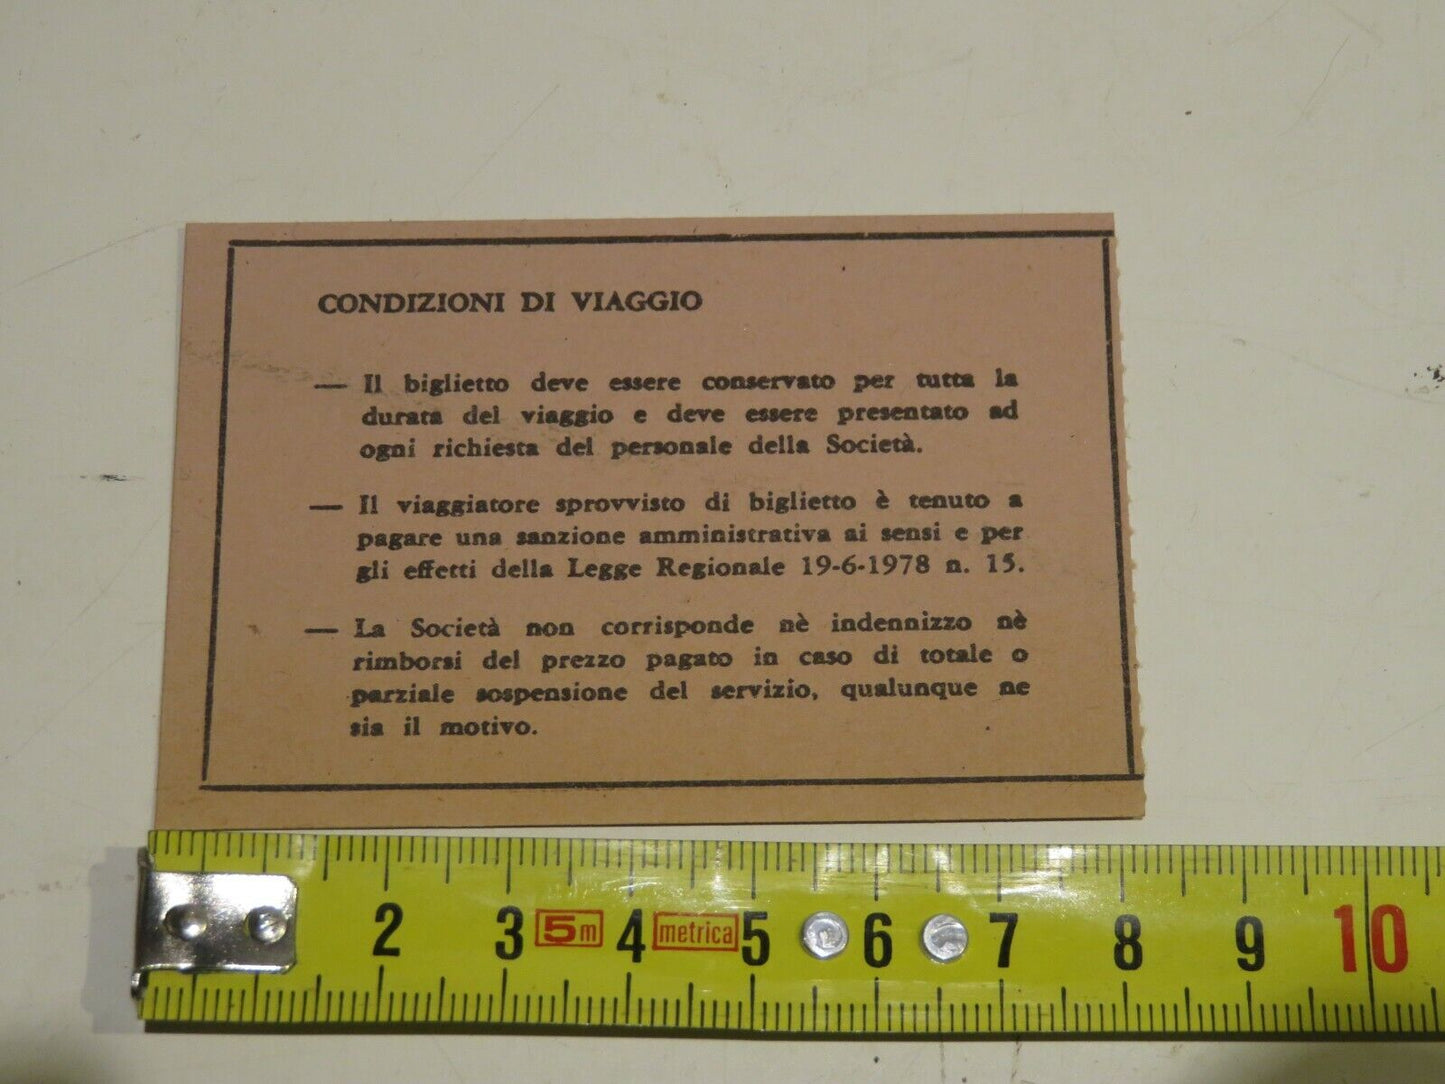 CONDIZIONI DI VIAGGIO
— Il biglietto deve essere conservato per tutta la
durata del viaggio e deve essere presentato ad
ogni richiesta del personale della Società.
— Il viaggiatore sprovvisto di biglietto è tenuto a
pagare una sanzione amministrativa ai sensi e per
gli effetti della Legge Regionale 19-6-1978 n. 15.
— La Società non corrisponde nè indennizzo nè
rimborsi del prezzo pagato in caso di totale o
parziale sospensione del servizio, qualunque ne
sia il motivo.
2 3 5m 4 metrica 5 6 7 8 9 10